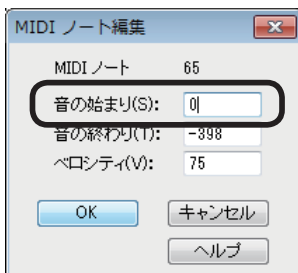 MIDI ノート編集
MIDI ノート 65
音の始まり(S): 0
音の終わり(T): -398
ベロシティ(V): 75
OK キャンセル
ヘルプ